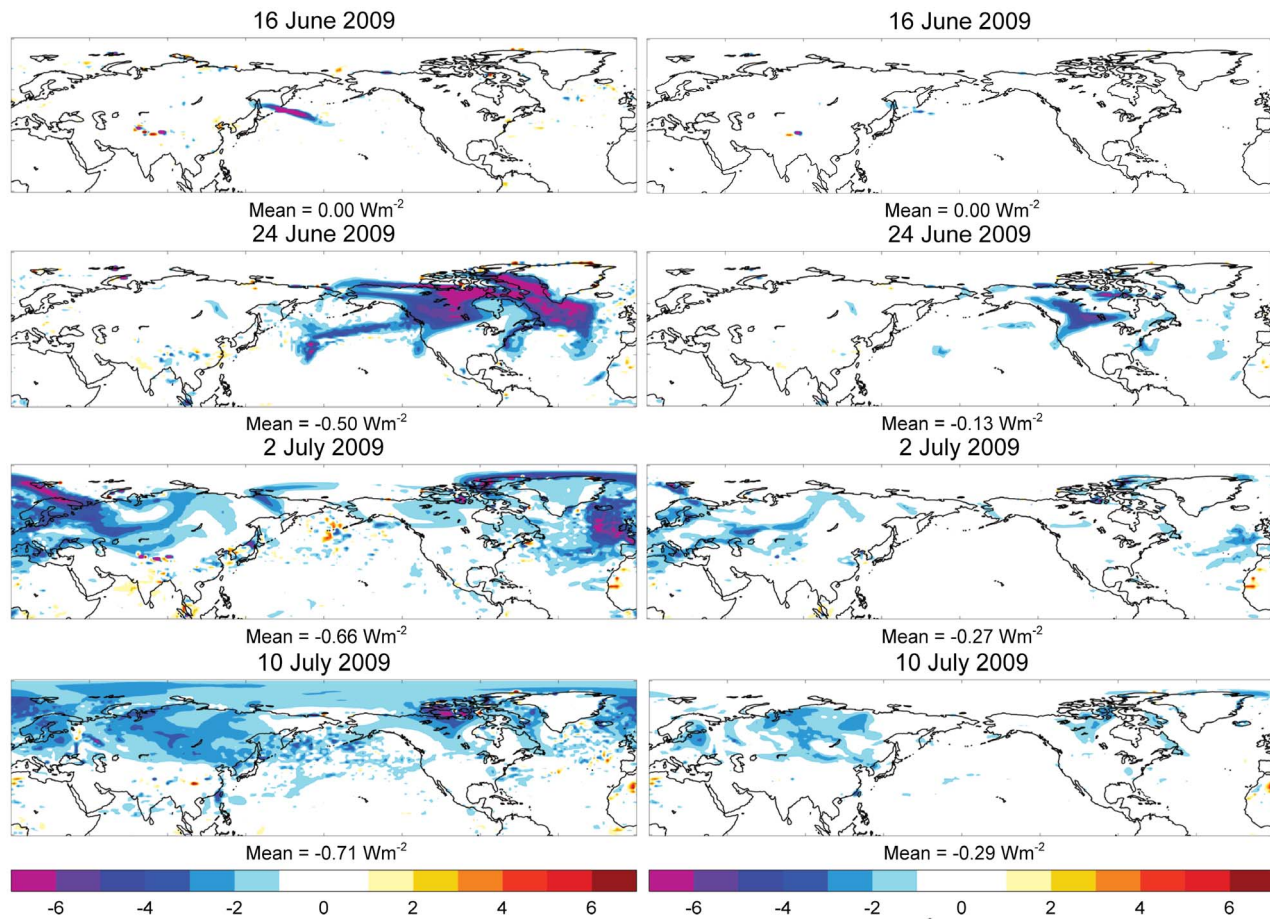 16 June 2009
16 June 2009
Mean = 0.00 Wm-2
Mean = 0.00 Wm-2
24 June 2009
24 June 2009
Mean = -0.50 Wm-2
Mean = -0.13 Wm-2
2 July 2009
2 July 2009
Mean = -0.66 Wm-2
Mean = -0.27 Wm-2
10 July 2009
10 July 2009
Mean = -0.71 Wm-2
Mean = -0.29 Wm-2
-6 -4 -2 0 2 4 6
-6 -4 -2 0 2 4 6